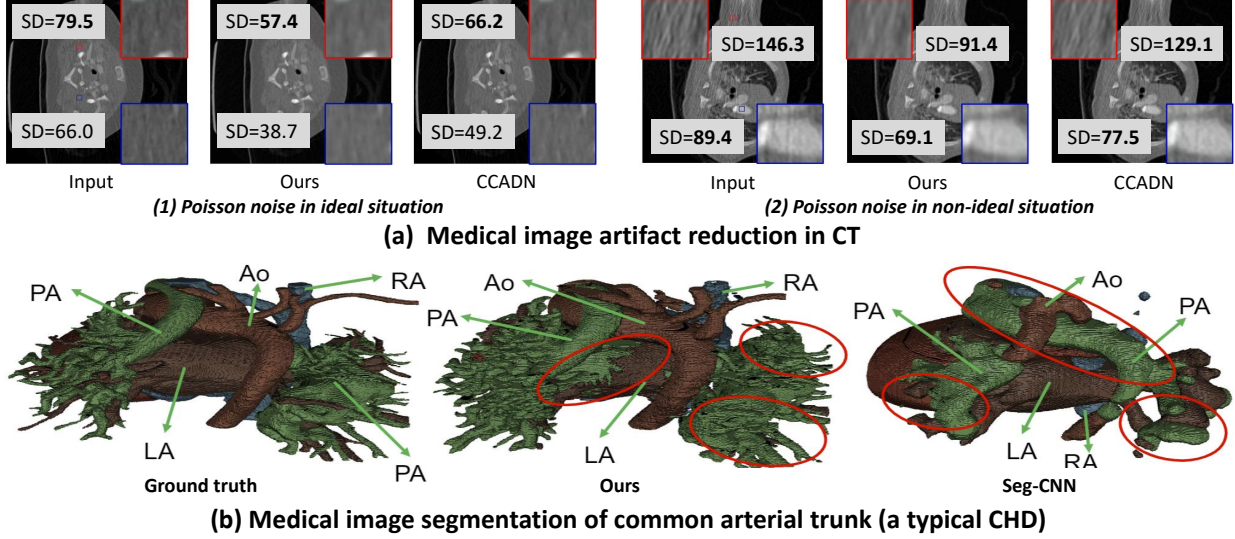 SD=79.5
SD=57.4
SD=66.2
SD=146.3
SD=91.4
SD=129.1
SD=66.0
SD=38.7
SD=49.2
SD=89.4
SD=69.1
SD=77.5
Input
Ours
CCADN
Input
Ours
CCADN
(1) Poisson noise in ideal situation
(2) Poisson noise in non-ideal situation
(a) Medical image artifact reduction in CT
PA
Ao
RA
LA
PA
Ground truth
Ao
RA
PA
LA
Ours
Ao
PA
PA
LA
RA
Seg-CNN
(b) Medical image segmentation of common arterial trunk (a typical CHD)